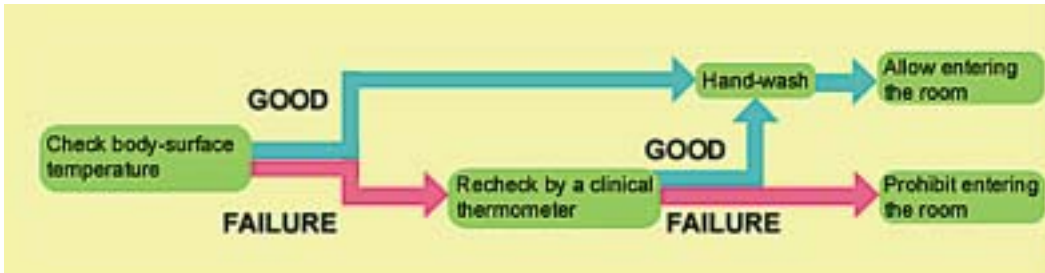 GOOD
Check body-surface
temperature
FAILURE
Hand-wash
Allow entering
the room
GOOD
Recheck by a clinical
thermometer
FAILURE
Prohibit entering
the room